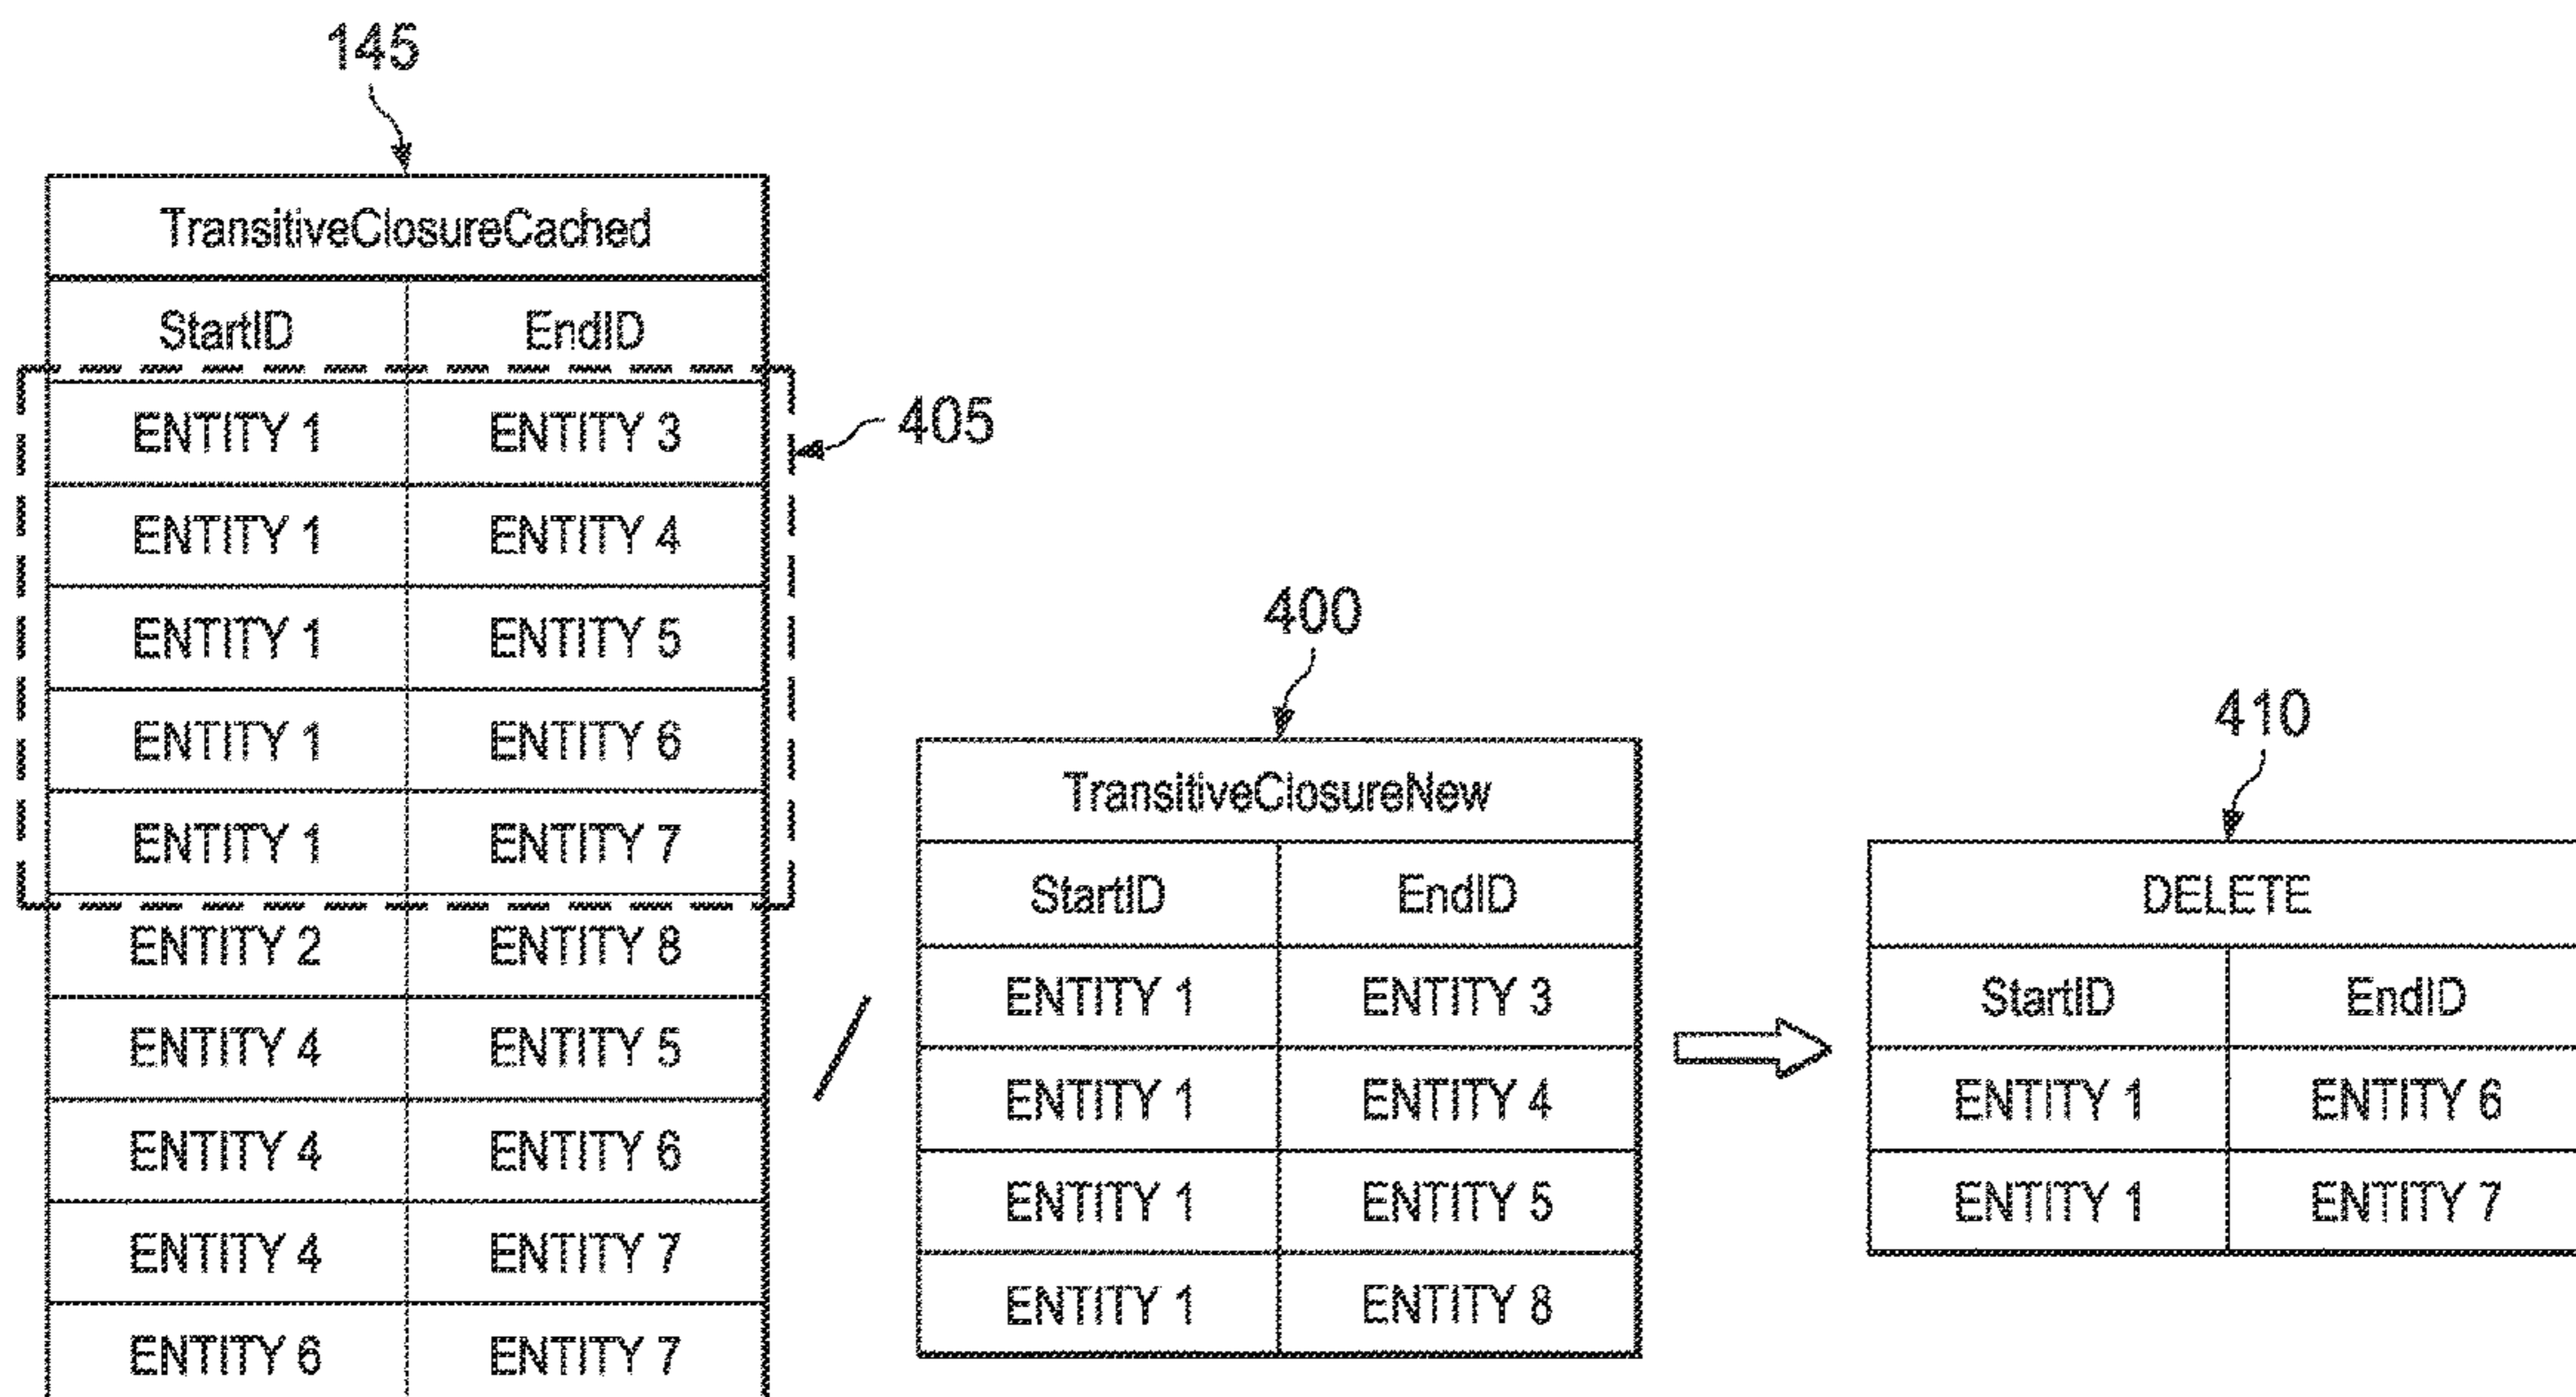 145
TransitiveClosureCached
StartID EndID
ENTITY 1 ENTITY 3
ENTITY 1 ENTITY 4
ENTITY 1 ENTITY 5
ENTITY 1 ENTITY 6
ENTITY 1 ENTITY 7
ENTITY 2 ENTITY 8
ENTITY 4 ENTITY 5
ENTITY 4 ENTITY 6
ENTITY 4 ENTITY 7
ENTITY 6 ENTITY 7
405
/
400
TransitiveClosureNew
StartID EndID
ENTITY 1 ENTITY 3
ENTITY 1 ENTITY 4
ENTITY 1 ENTITY 5
ENTITY 1 ENTITY 8
410
DELETE
StartID EndID
ENTITY 1 ENTITY 6
ENTITY 1 ENTITY 7